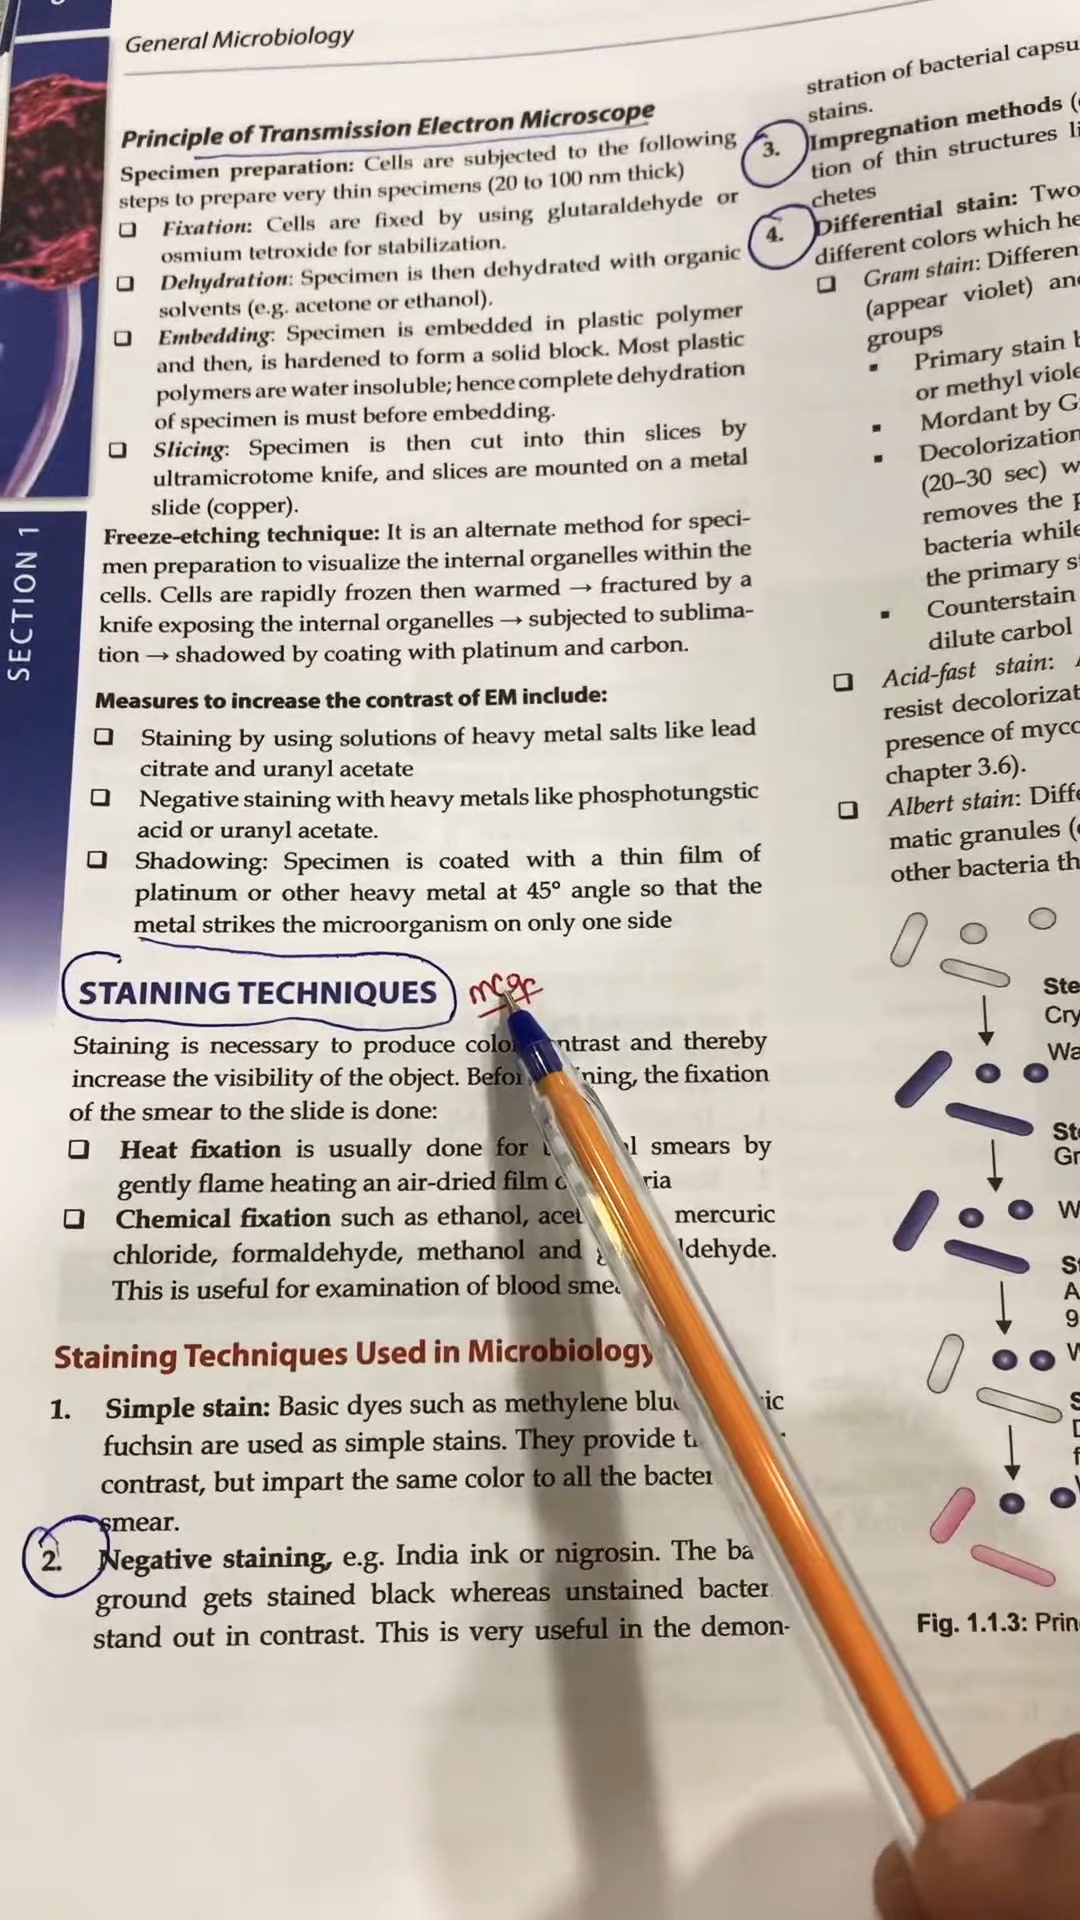 General Microbiology
Principle of Transmission Electron Microscope
Specimen preparation: Cells are subjected to the following
steps to prepare very thin specimens (20 to 100 nm thick)
❑ Fixation: Cells are fixed by using glutaraldehyde or
osmium tetroxide for stabilization.
❑ Dehydration: Specimen is then dehydrated with organic
solvents (e.g. acetone or ethanol).
❑ Embedding: Specimen is embedded in plastic polymer
and then, is hardened to form a solid block. Most plastic
polymers are water insoluble; hence complete dehydration
of specimen is must before embedding.
❑ Slicing: Specimen is then cut into thin slices by
ultramicrotome knife, and slices are mounted on a metal
slide (copper).
Freeze-etching technique: It is an alternate method for speci-
men preparation to visualize the internal organelles within the
cells. Cells are rapidly frozen then warmed → fractured by a
knife exposing the internal organelles → subjected to sublima-
tion → shadowed by coating with platinum and carbon.
Measures to increase the contrast of EM include:
❑ Staining by using solutions of heavy metal salts like lead
citrate and uranyl acetate
❑ Negative staining with heavy metals like phosphotungstic
acid or uranyl acetate.
❑ Shadowing: Specimen is coated with a thin film of
platinum or other heavy metal at 45° angle so that the
metal strikes the microorganism on only one side
STAINING TECHNIQUES
Staining is necessary to produce ntrast and thereby
increase the visibility of the object. ning, the fixation
of the smear to the slide is done:
❑ Heat fixation is usually done for l smears by
gently flame heating an air-dried film ria
❑ Chemical fixation such as ethanol, acet mercuric
chloride, formaldehyde, methanol and ldehyde.
This is useful for examination of blood
Staining Techniques Used in Microbiology
1. Simple stain: Basic dyes such as methylene ic
fuchsin are used as simple stains. They provide
contrast, but impart the same color to all the
smear.
2. Negative staining, e.g. India ink or nigrosin. The ba
ground gets stained black whereas unstained
stand out in contrast. This is very useful in the demon-
stration of bacterial capsu
stains.
3. Impregnation methods (
tion of thin structures li
chetes
4. Differential stain: Two
different colors which he
❑ Gram stain: Differen
(appear violet) an
groups
▪ Primary stain
or methyl viole
▪ Mordant by G
▪ Decolorization
(20–30 sec) w
removes the
bacteria while
the primary s
▪ Counterstain
dilute carbol
❑ Acid-fast stain:
resist decolorizat
presence of myco
chapter 3.6).
❑ Albert stain: Diffe
matic granules (
other bacteria th
Ste
Cry
Wa
Ste
Gr
W
St
A
9
W
S
D
f
Fig. 1.1.3: Prin
SECTION 1
mcqs